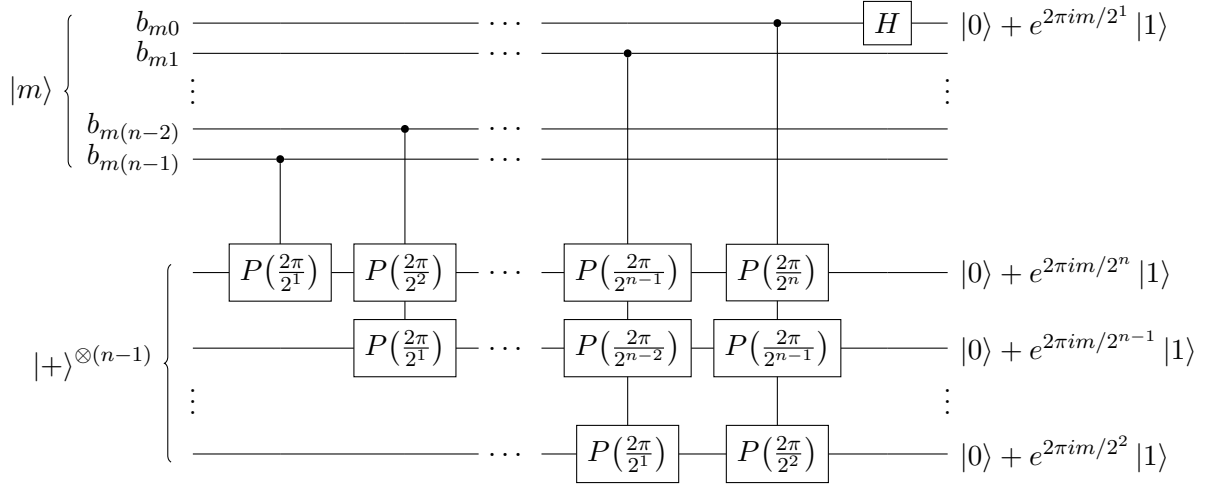 b_{m0} ⋯ H |0⟩ + e^{2πim/2^1} |1⟩
b_{m1} ⋯
|m⟩ ⋮ ⋮
b_{m(n−2)} ⋯
b_{m(n−1)} ⋯
P(2π/2^1) P(2π/2^2) ⋯ P(2π/2^{n−1}) P(2π/2^n) |0⟩ + e^{2πim/2^n} |1⟩
P(2π/2^1) ⋯ P(2π/2^{n−2}) P(2π/2^{n−1}) |0⟩ + e^{2πim/2^{n−1}} |1⟩
|+⟩^{⊗(n−1)}
⋮ ⋮
⋯ P(2π/2^1) P(2π/2^2) |0⟩ + e^{2πim/2^2} |1⟩